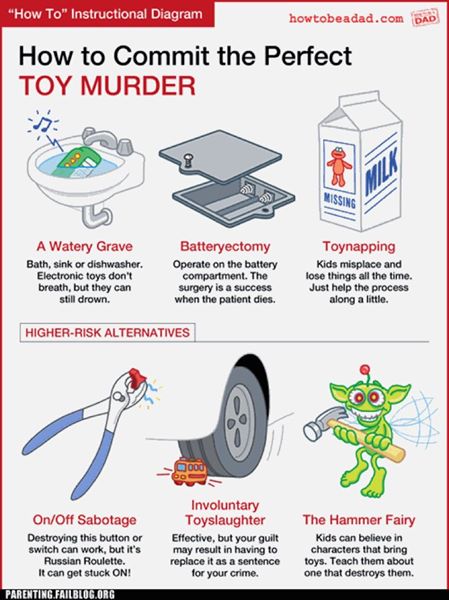 "How To" Instructional Diagram
howtobeadad.com
DAD
How to Commit the Perfect
TOY MURDER
MISSING
MILK
A Watery Grave
Bath, sink or dishwasher.
Electronic toys don't
breath, but they can
still drown.
Batteryectomy
Operate on the battery
compartment. The
surgery is a success
when the patient dies.
Toynapping
Kids misplace and
lose things all the time.
Just help the process
along a little.
HIGHER-RISK ALTERNATIVES
On/Off Sabotage
Destroying this button or
switch can work, but it's
Russian Roulette.
It can get stuck ON!
Involuntary
Toyslaughter
Effective, but your guilt
may result in having to
replace it as a sentence
for your crime.
The Hammer Fairy
Kids can believe in
characters that bring
toys. Teach them about
one that destroys them.
PARENTING.FAILBLOG.ORG